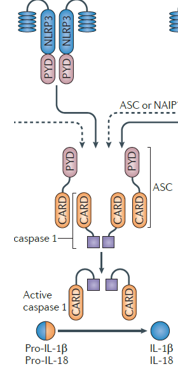 NLRP3 NLRP3
PYD PYD
ASC or NAIP
PYD PYD
ASC
CARD CARD CARD CARD
caspase 1
Active
caspase 1
CARD CARD
Pro-IL-1β IL-1β
Pro-IL-18 IL-18